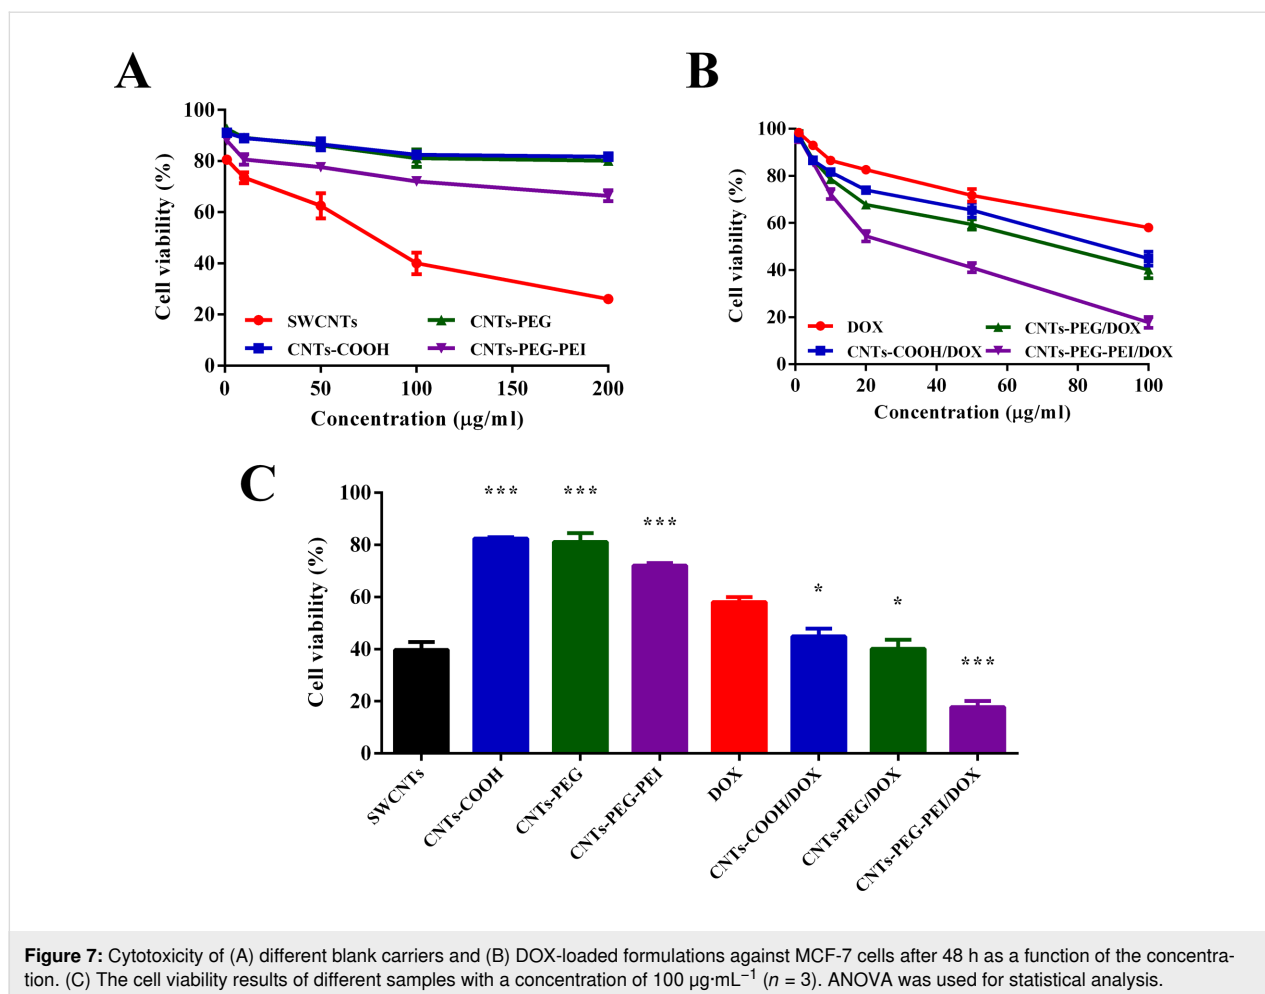 A
100
80
60
40
20
0
Cell viability (%)
SWCNTs
CNTs-COOH
CNTs-PEG
CNTs-PEG-PEI
0
50
100
150
200
Concentration (μg/ml)
B
100
80
60
40
20
0
Cell viability (%)
DOX
CNTs-COOH/DOX
CNTs-PEG/DOX
CNTs-PEG-PEI/DOX
0
20
40
60
80
100
Concentration (μg/ml)
C
100
80
60
40
20
0
Cell viability (%)
***
***
***
*
*
***
SWCNTs
CNTs-COOH
CNTs-PEG
CNTs-PEG-PEI
DOX
CNTs-COOH/DOX
CNTs-PEG/DOX
CNTs-PEG-PEI/DOX
Figure 7: Cytotoxicity of (A) different blank carriers and (B) DOX-loaded formulations against MCF-7 cells after 48 h as a function of the concentra-
tion. (C) The cell viability results of different samples with a concentration of 100 μg·mL⁻¹ (n = 3). ANOVA was used for statistical analysis.